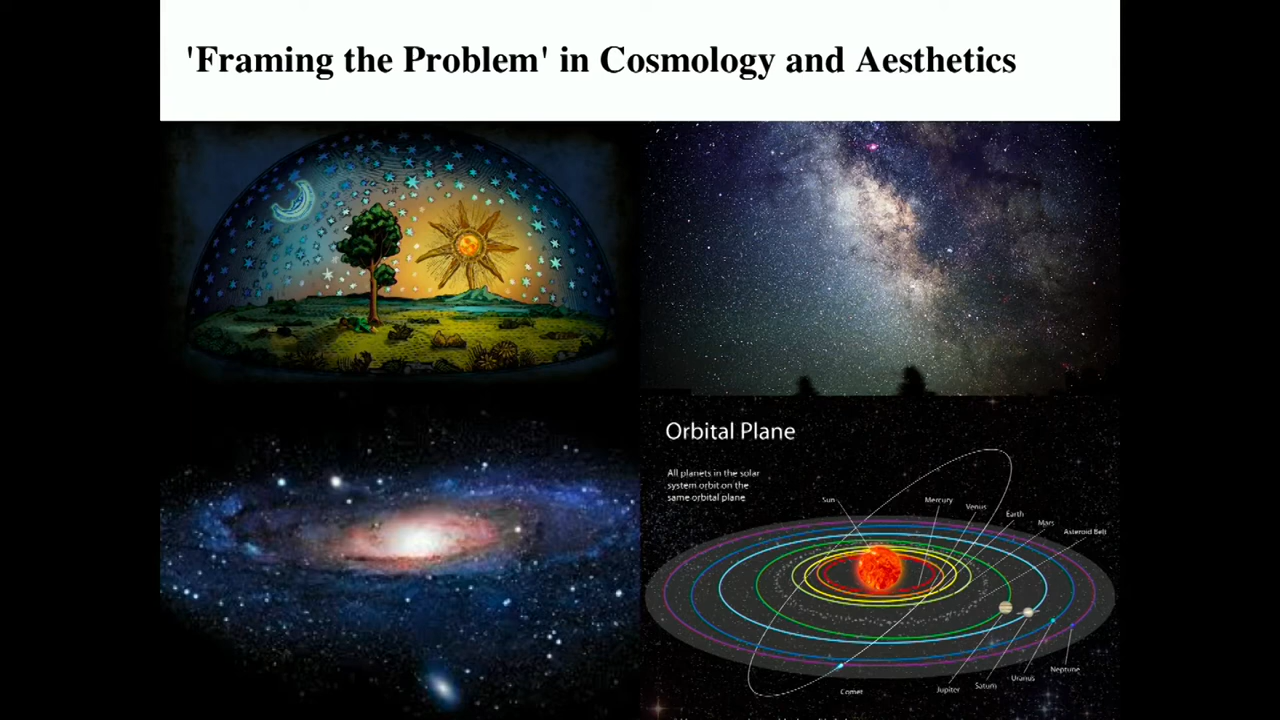 'Framing the Problem' in Cosmology and Aesthetics
Orbital Plane
All planets in the solar
system orbit on the
same orbital plane
Sun
Mercury
Venus
Earth
Mars
Asteroid Belt
Comet
Jupiter
Saturn
Uranus
Neptune